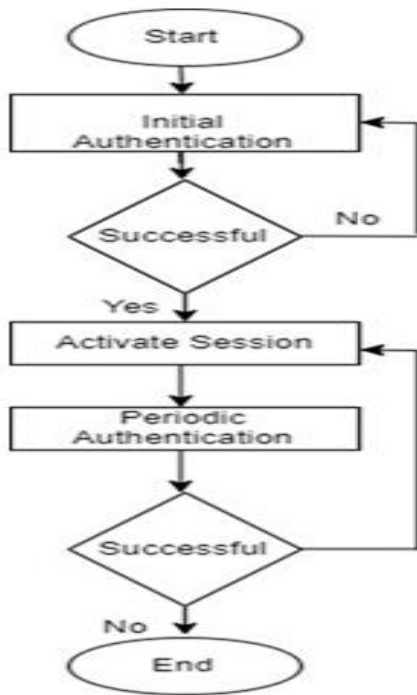 Start
Initial
Authentication
Successful
No
Yes
Activate Session
Periodic
Authentication
Successful
No
End